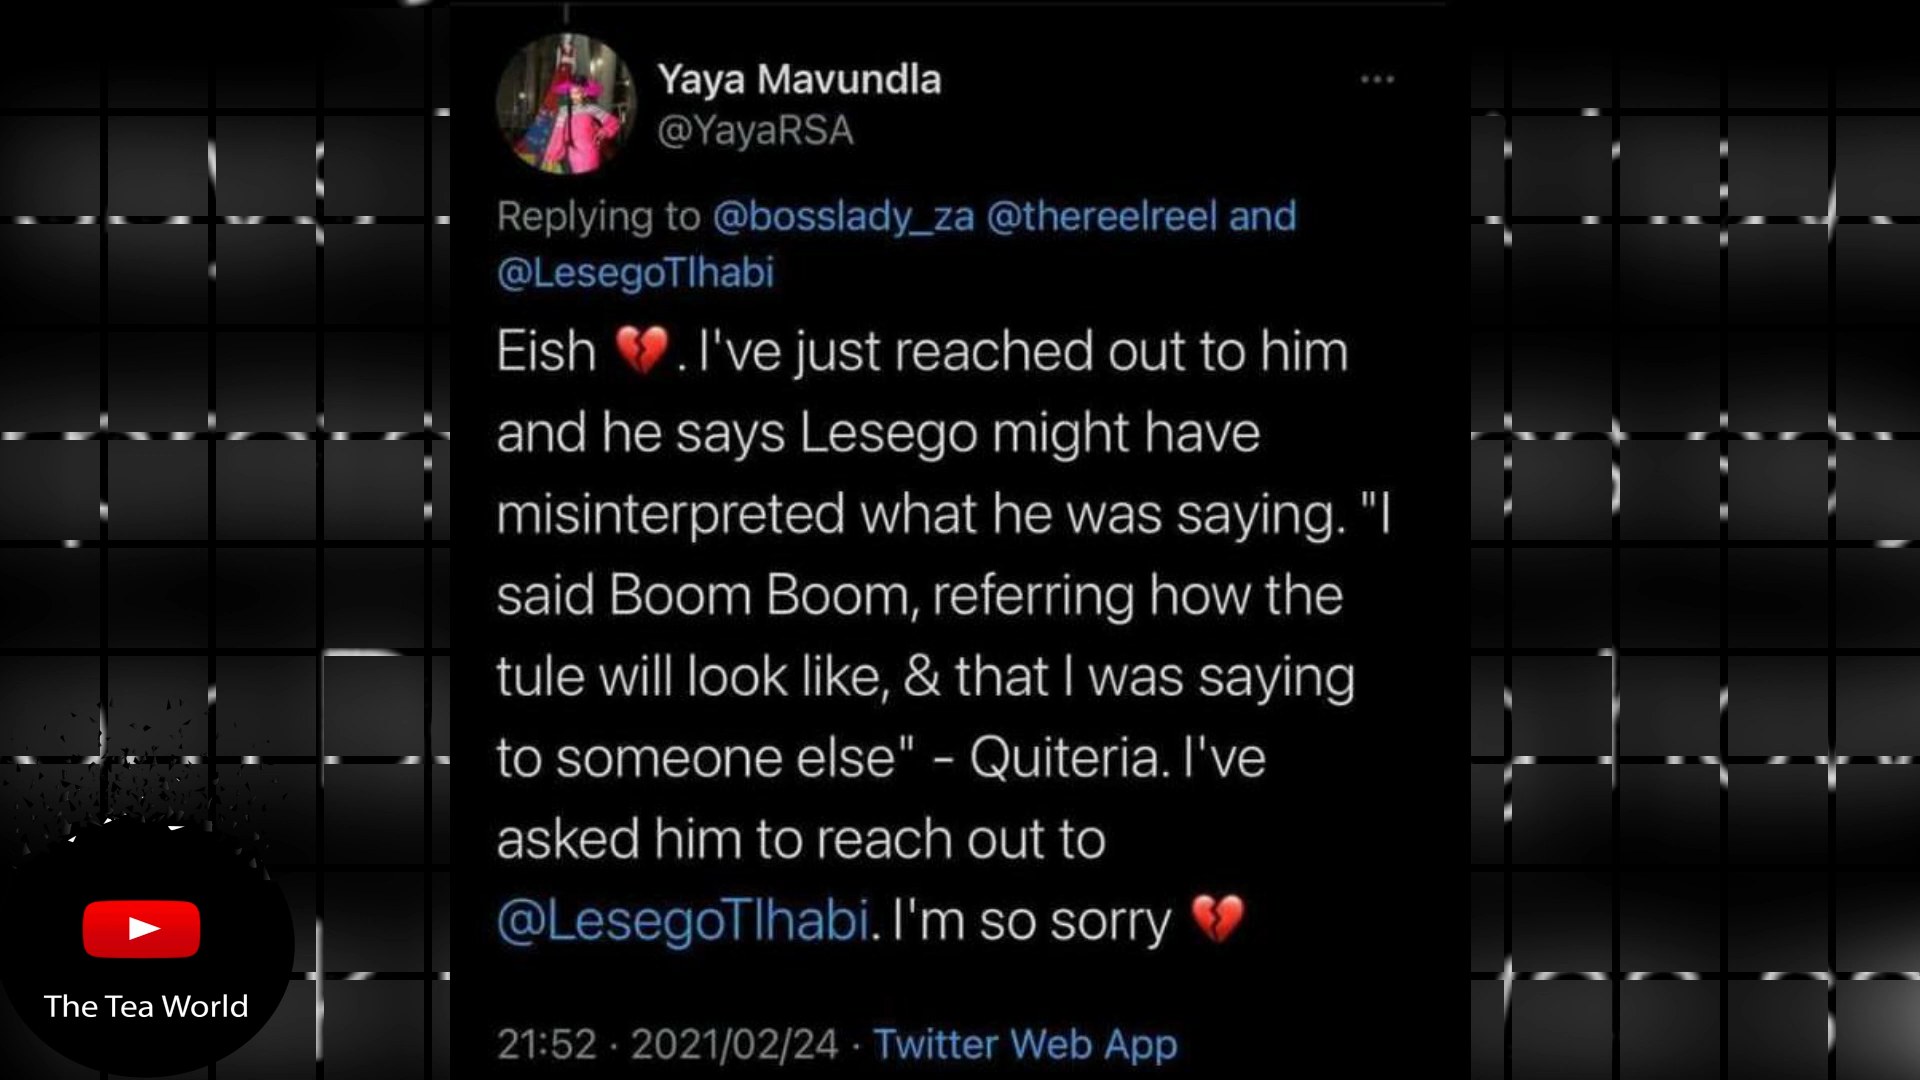 Yaya Mavundla
@YayaRSA
Replying to @bosslady_za @thereelreel and
@LesegoTlhabi
Eish 💔. I've just reached out to him
and he says Lesego might have
misinterpreted what he was saying. "I
said Boom Boom, referring how the
tule will look like, & that I was saying
to someone else" - Quiteria. I've
asked him to reach out to
@LesegoTlhabi. I'm so sorry 💔
21:52 · 2021/02/24 · Twitter Web App
The Tea World